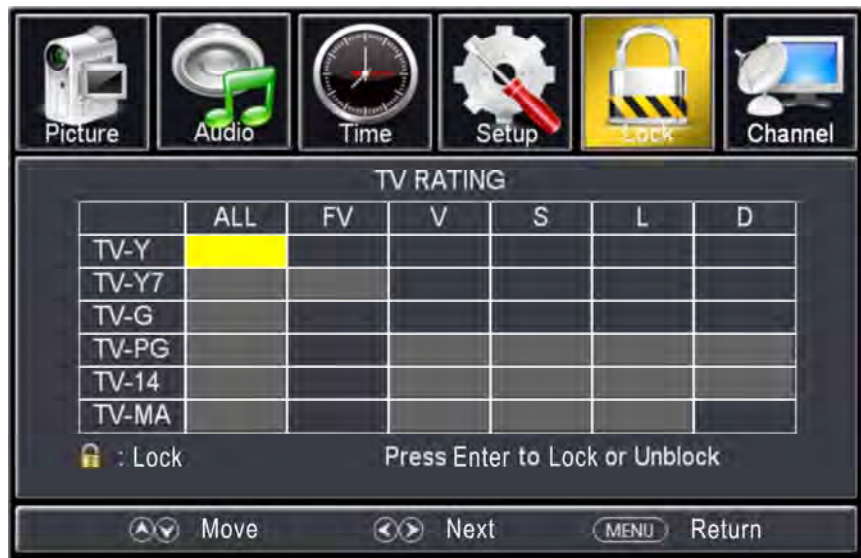 Picture Audio Time Setup Lock Channel
TV RATING
ALL FV V S L D
TV-Y
TV-Y7
TV-G
TV-PG
TV-14
TV-MA
: Lock Press Enter to Lock or Unblock
Move Next MENU Return